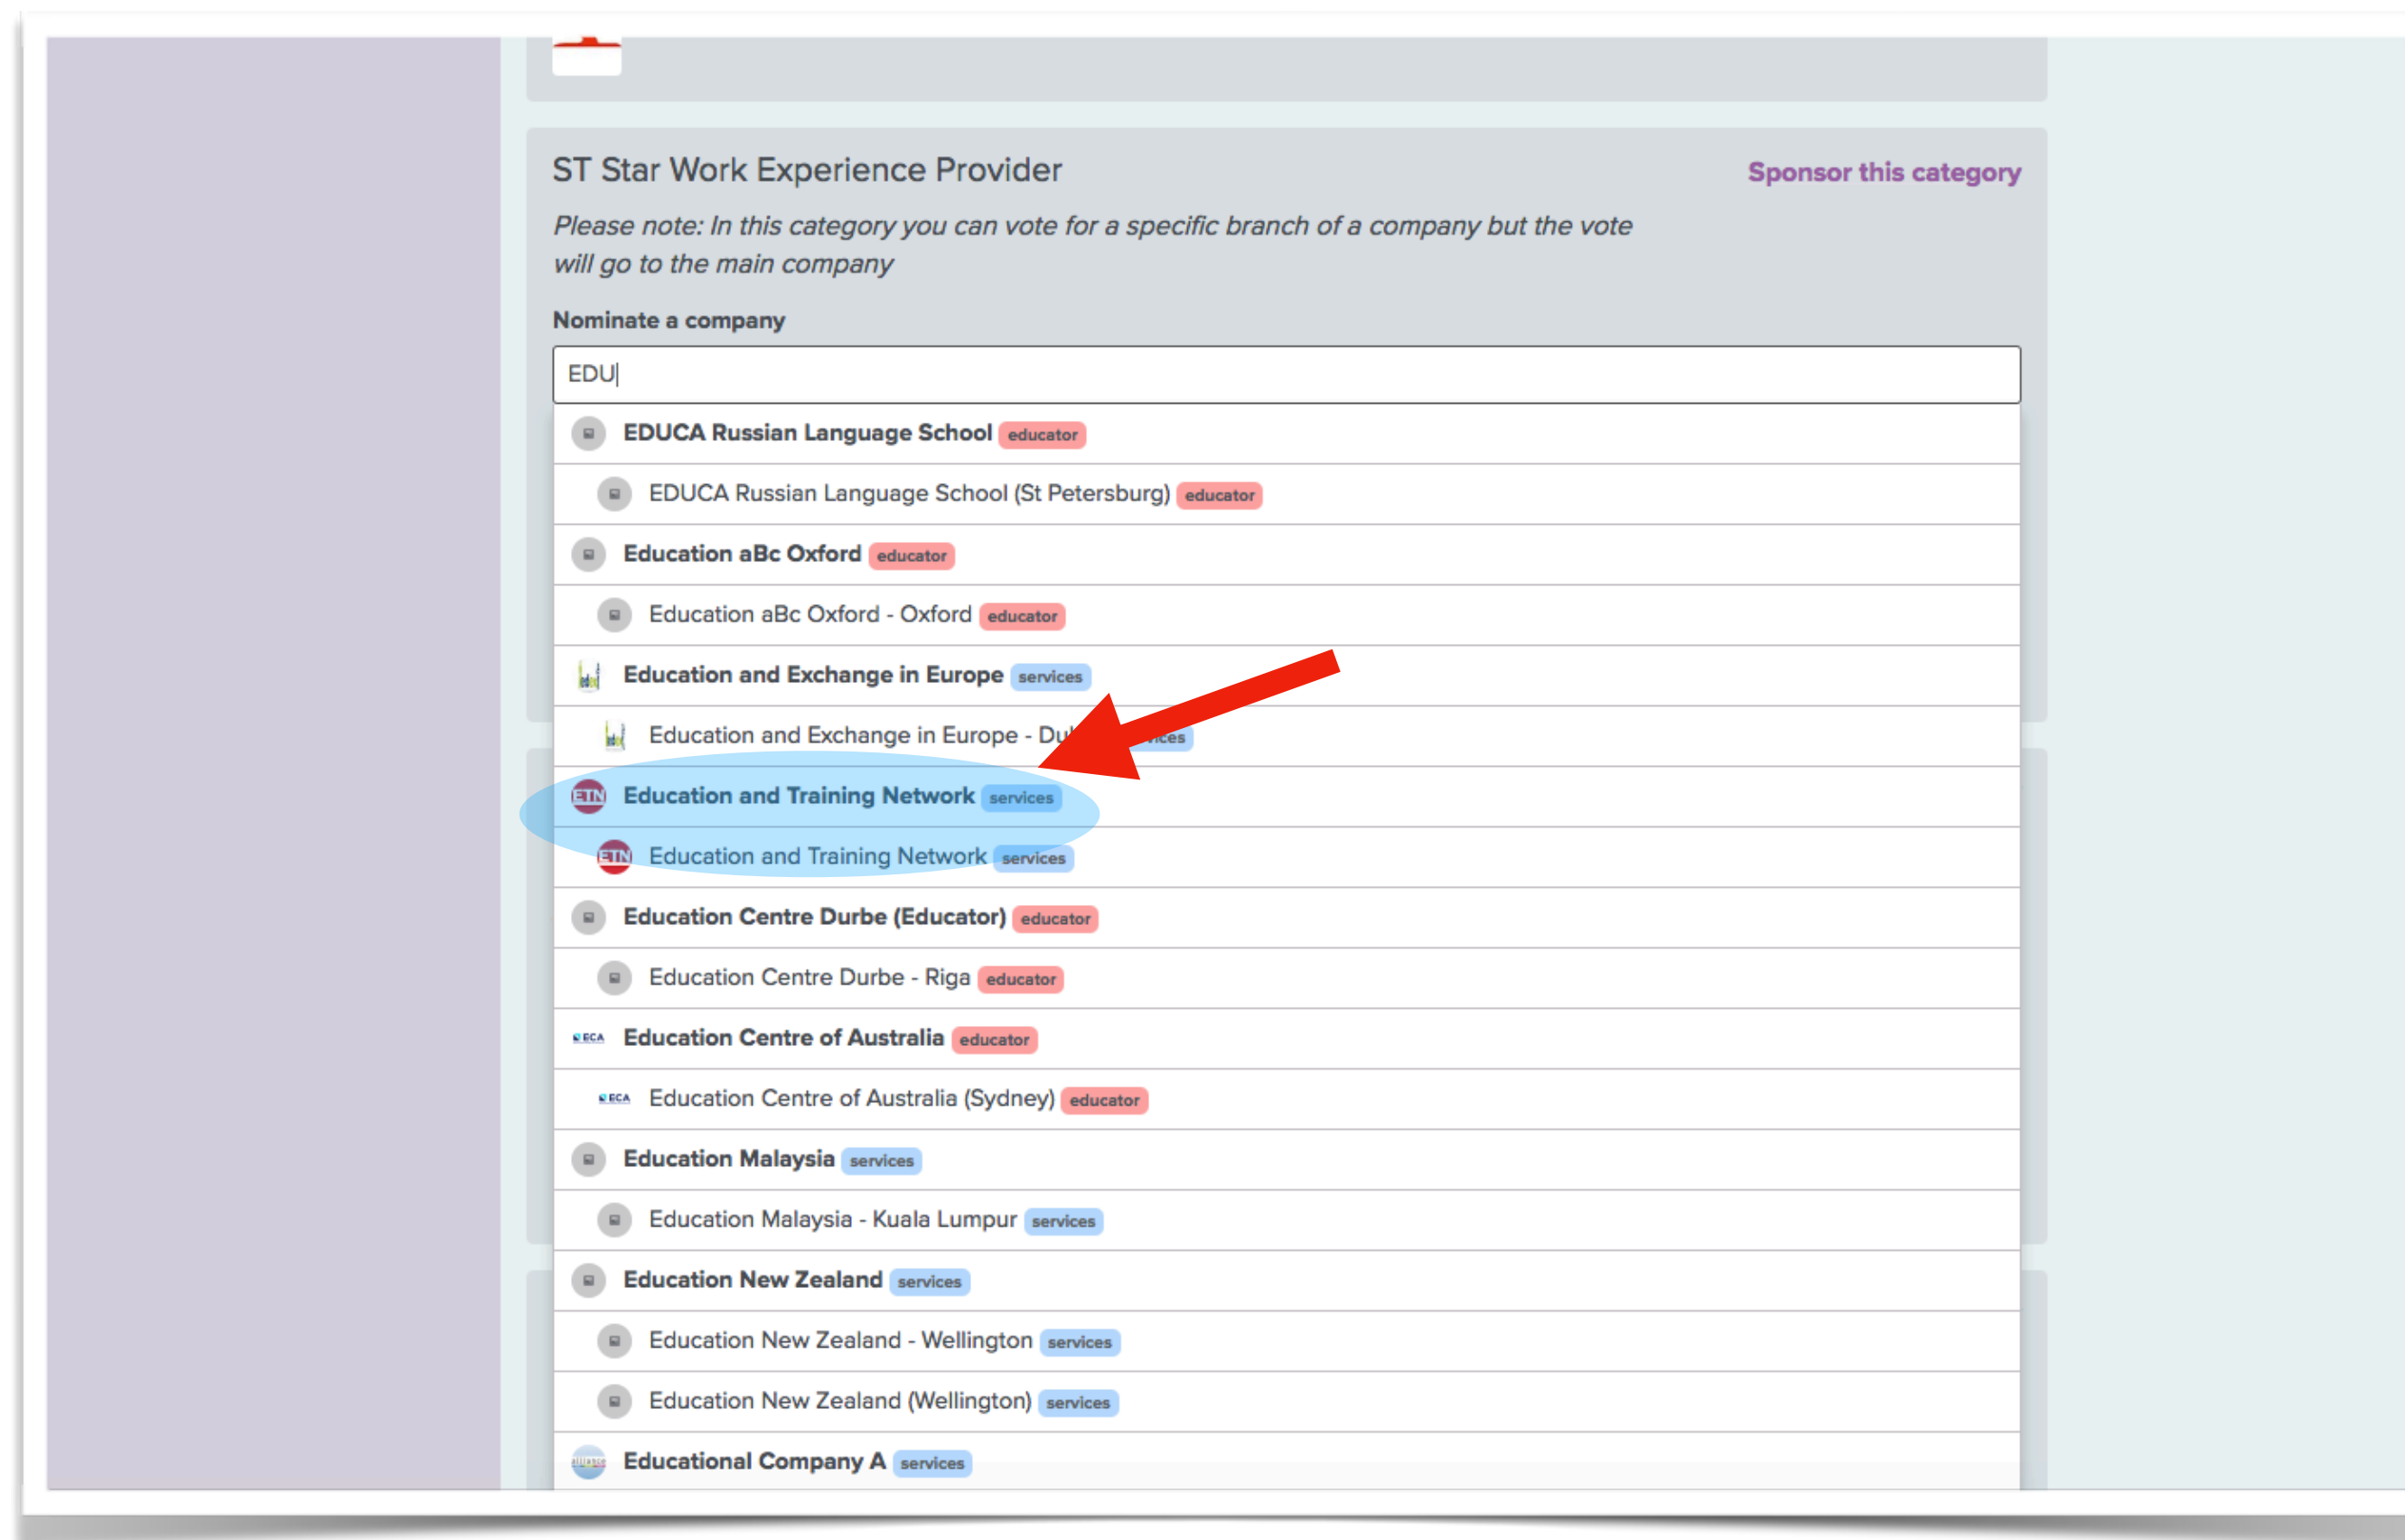 ST Star Work Experience Provider
Sponsor this category
Please note: In this category you can vote for a specific branch of a company but the vote
will go to the main company
Nominate a company
EDU
EDUCA Russian Language School educator
EDUCA Russian Language School (St Petersburg) educator
Education aBc Oxford educator
Education aBc Oxford - Oxford educator
Education and Exchange in Europe services
Education and Exchange in Europe -
ETN Education and Training Network services
ETN Education and Training Network services
Education Centre Durbe (Educator) educator
Education Centre Durbe - Riga educator
ECA Education Centre of Australia educator
ECA Education Centre of Australia (Sydney) educator
Education Malaysia services
Education Malaysia - Kuala Lumpur services
Education New Zealand services
Education New Zealand - Wellington services
Education New Zealand (Wellington) services
alliance Educational Company A services